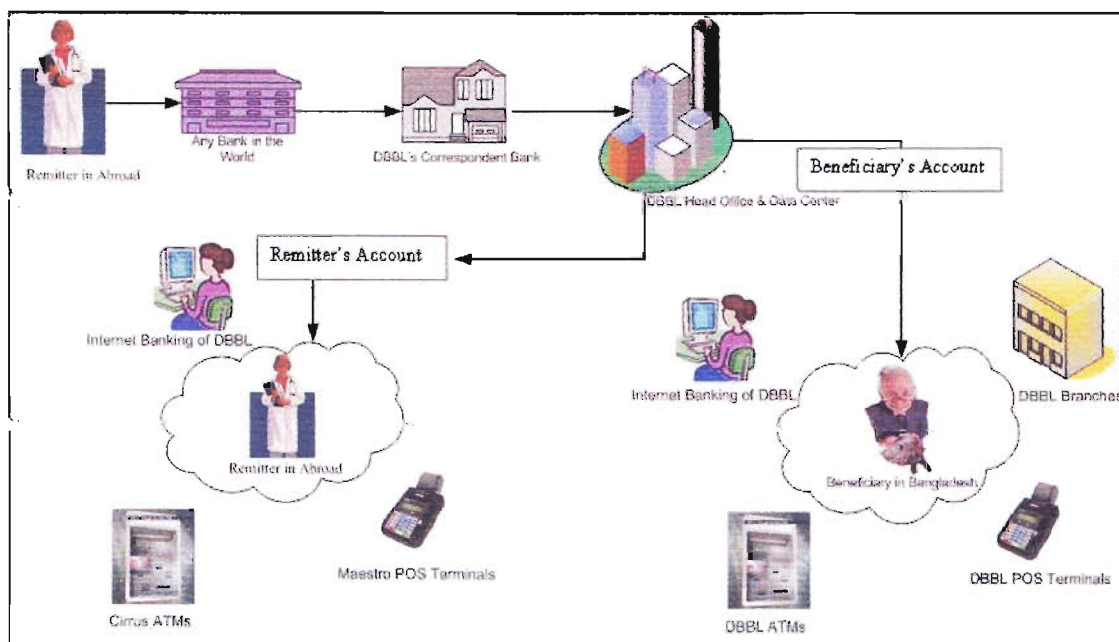 Remitter in Abroad
Any Bank in the
World
DBBL's Correspondent Bank
DBBL Head Office & Data Center
Beneficiary's Account
Remitter's Account
Internet Banking of DBBL
Remitter in Abroad
Cirrus ATMs
Maestro POS Terminals
Internet Banking of DBBL
DBBL Branches
Beneficiary in Bangladesh
DBBL ATMs
DBBL POS Terminals